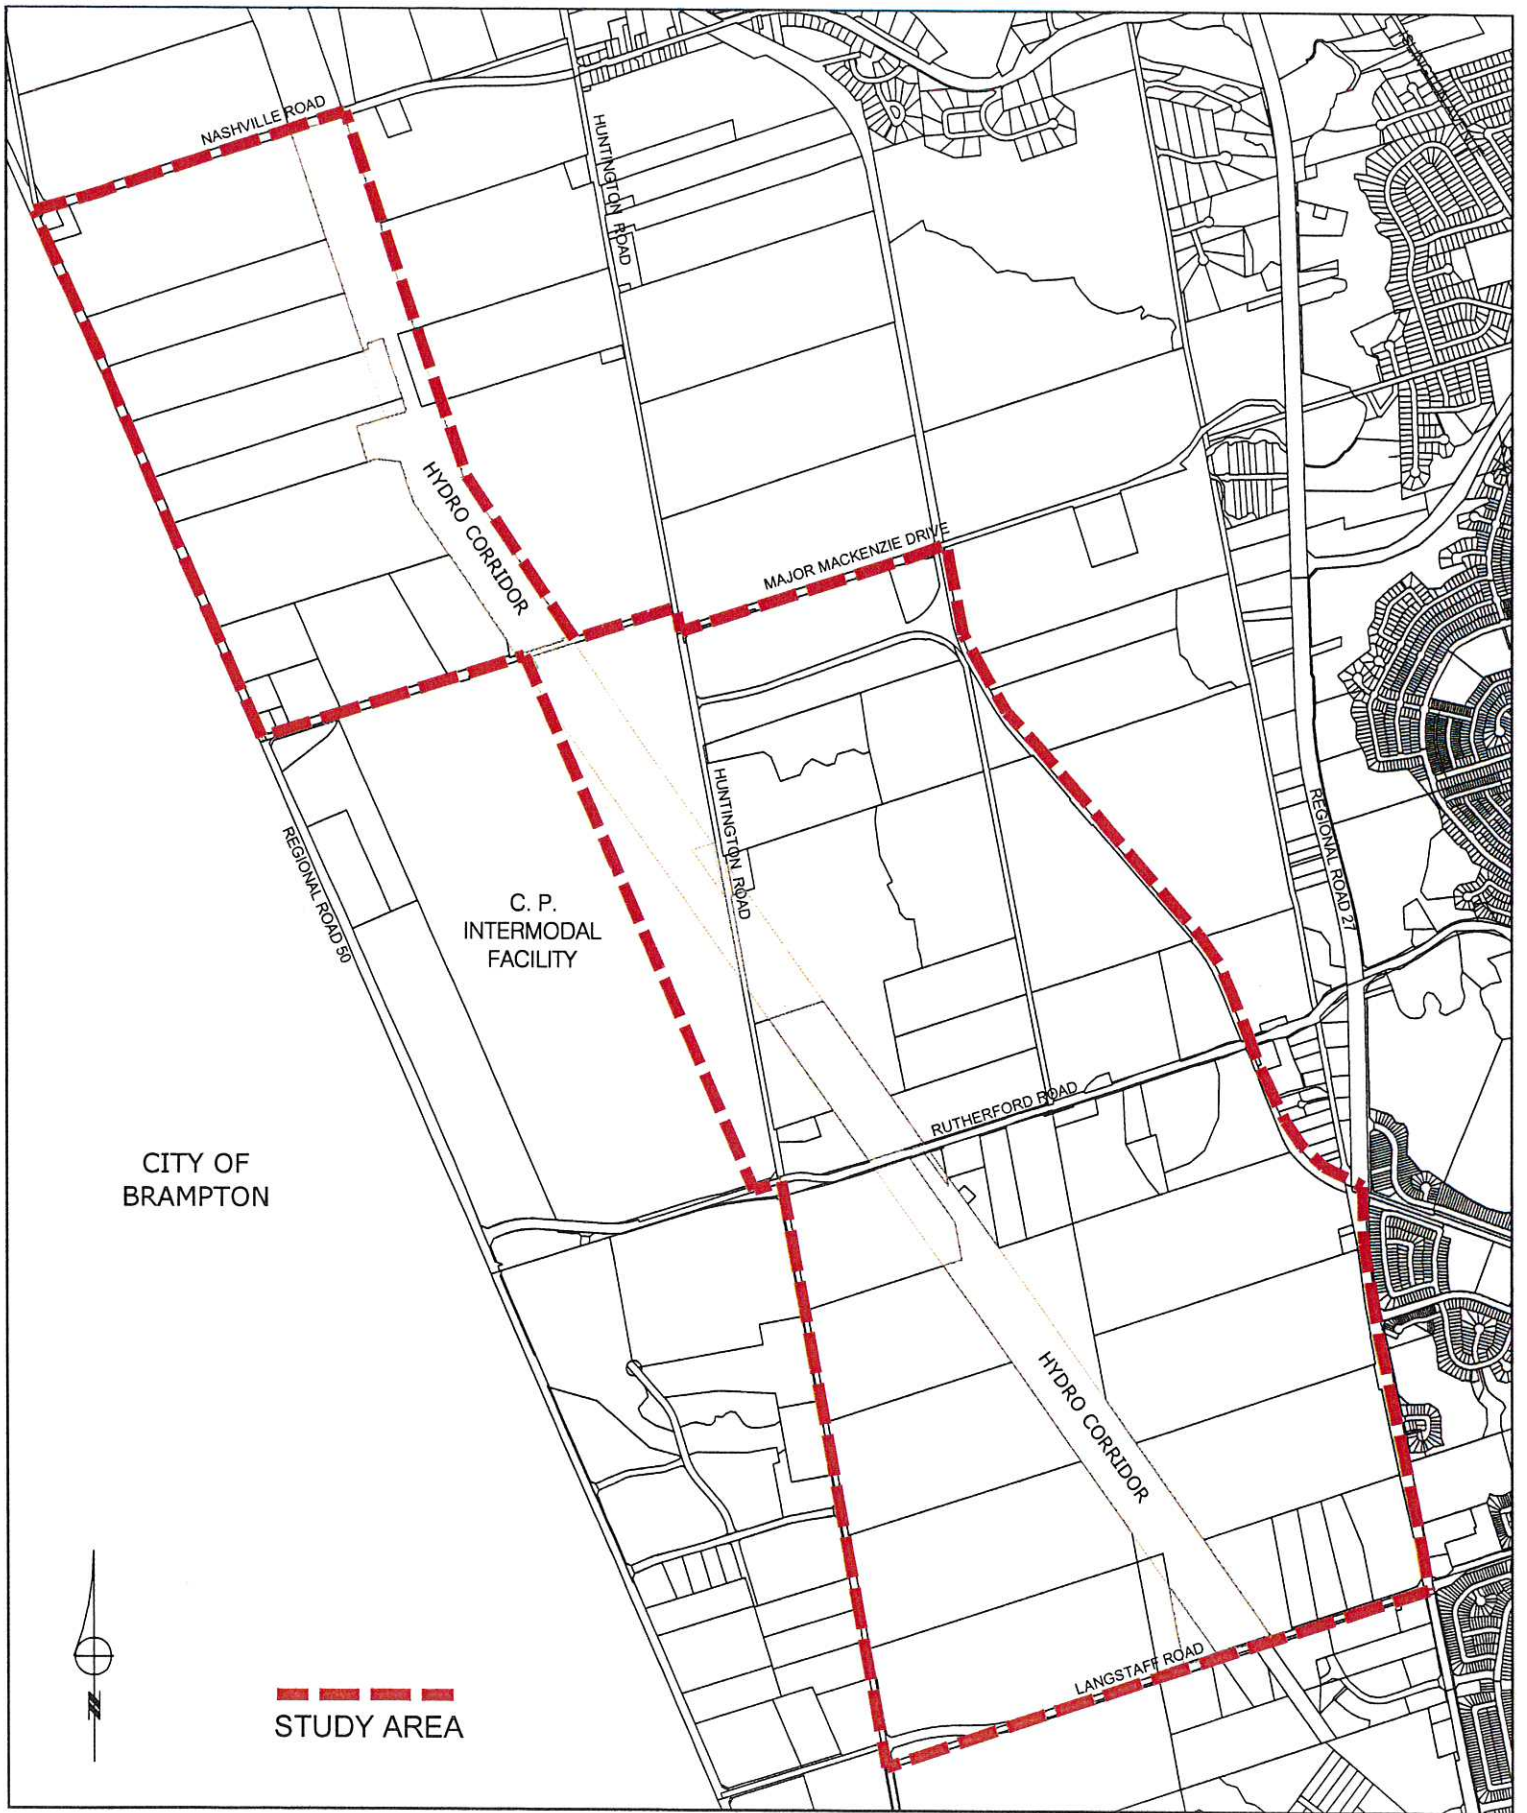 NASHVILLE ROAD
HUNTINGTON ROAD
HYDRO CORRIDOR
MAJOR MACKENZIE DRIVE
HUNTINGTON ROAD
REGIONAL ROAD 27
REGIONAL ROAD 50
C. P.
INTERMODAL
FACILITY
RUTHERFORD ROAD
CITY OF
BRAMPTON
HYDRO CORRIDOR
LANGSTAFF ROAD
N
STUDY AREA